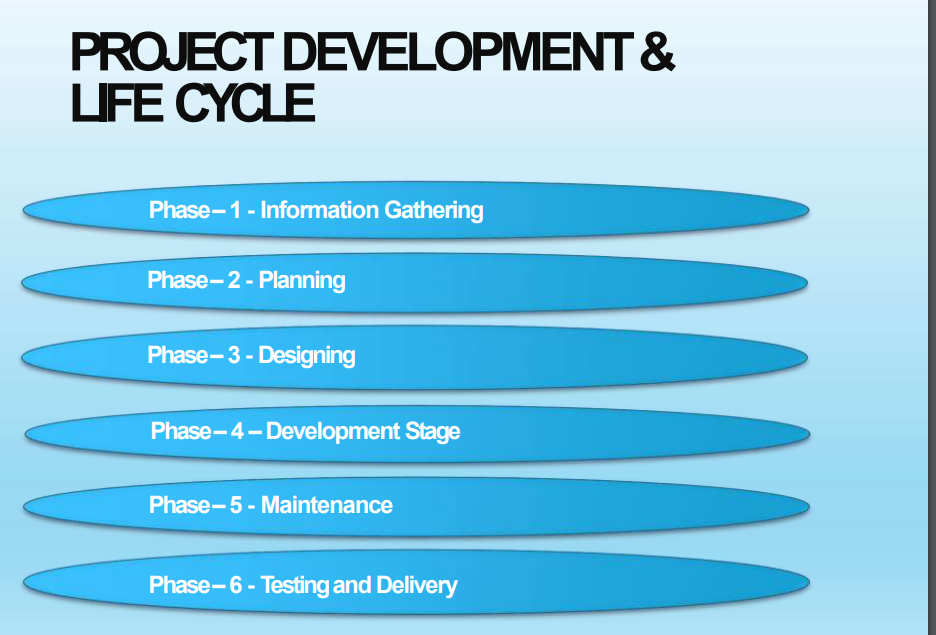 PROJECT DEVELOPMENT &
LIFE CYCLE
Phase – 1 - Information Gathering
Phase – 2 - Planning
Phase – 3 - Designing
Phase – 4 – Development Stage
Phase – 5 - Maintenance
Phase – 6 - Testing and Delivery